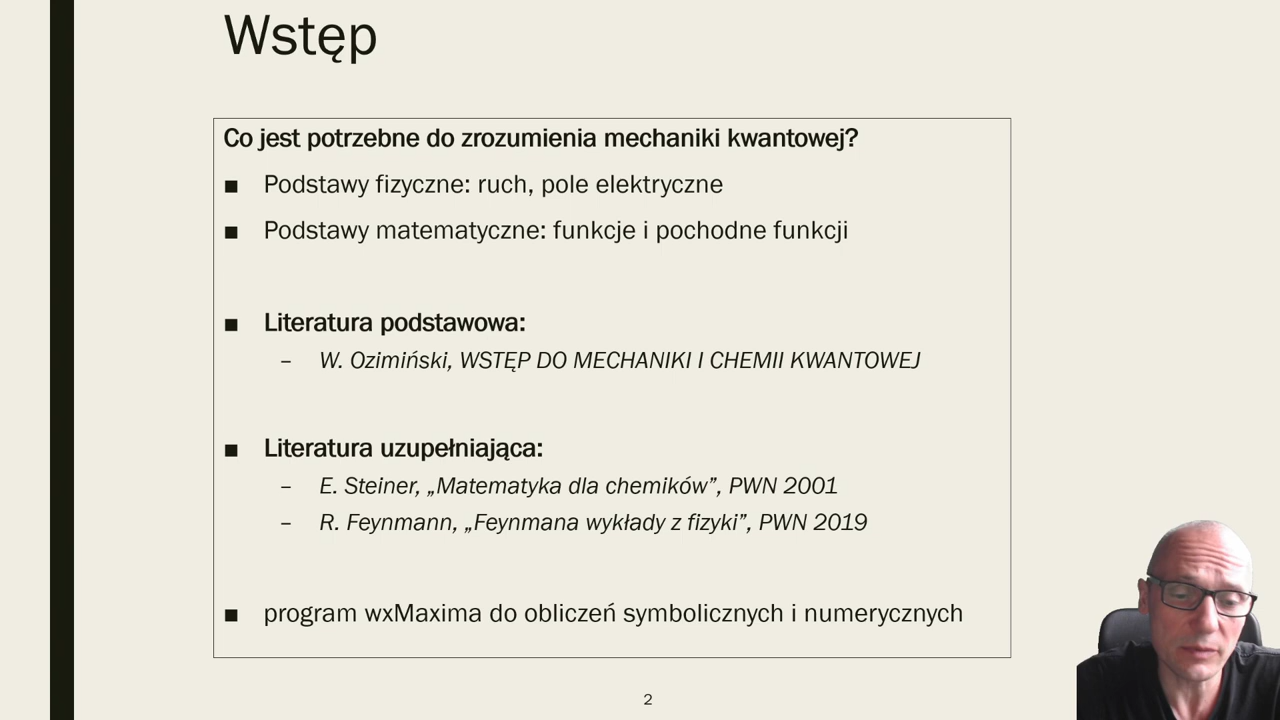 Wstęp
Co jest potrzebne do zrozumienia mechaniki kwantowej?
■ Podstawy fizyczne: ruch, pole elektryczne
■ Podstawy matematyczne: funkcje i pochodne funkcji
■ Literatura podstawowa:
– W. Ozimiński, WSTĘP DO MECHANIKI I CHEMII KWANTOWEJ
■ Literatura uzupełniająca:
– E. Steiner, „Matematyka dla chemików”, PWN 2001
– R. Feynmann, „Feynmana wykłady z fizyki”, PWN 2019
■ program wxMaxima do obliczeń symbolicznych i numerycznych
2